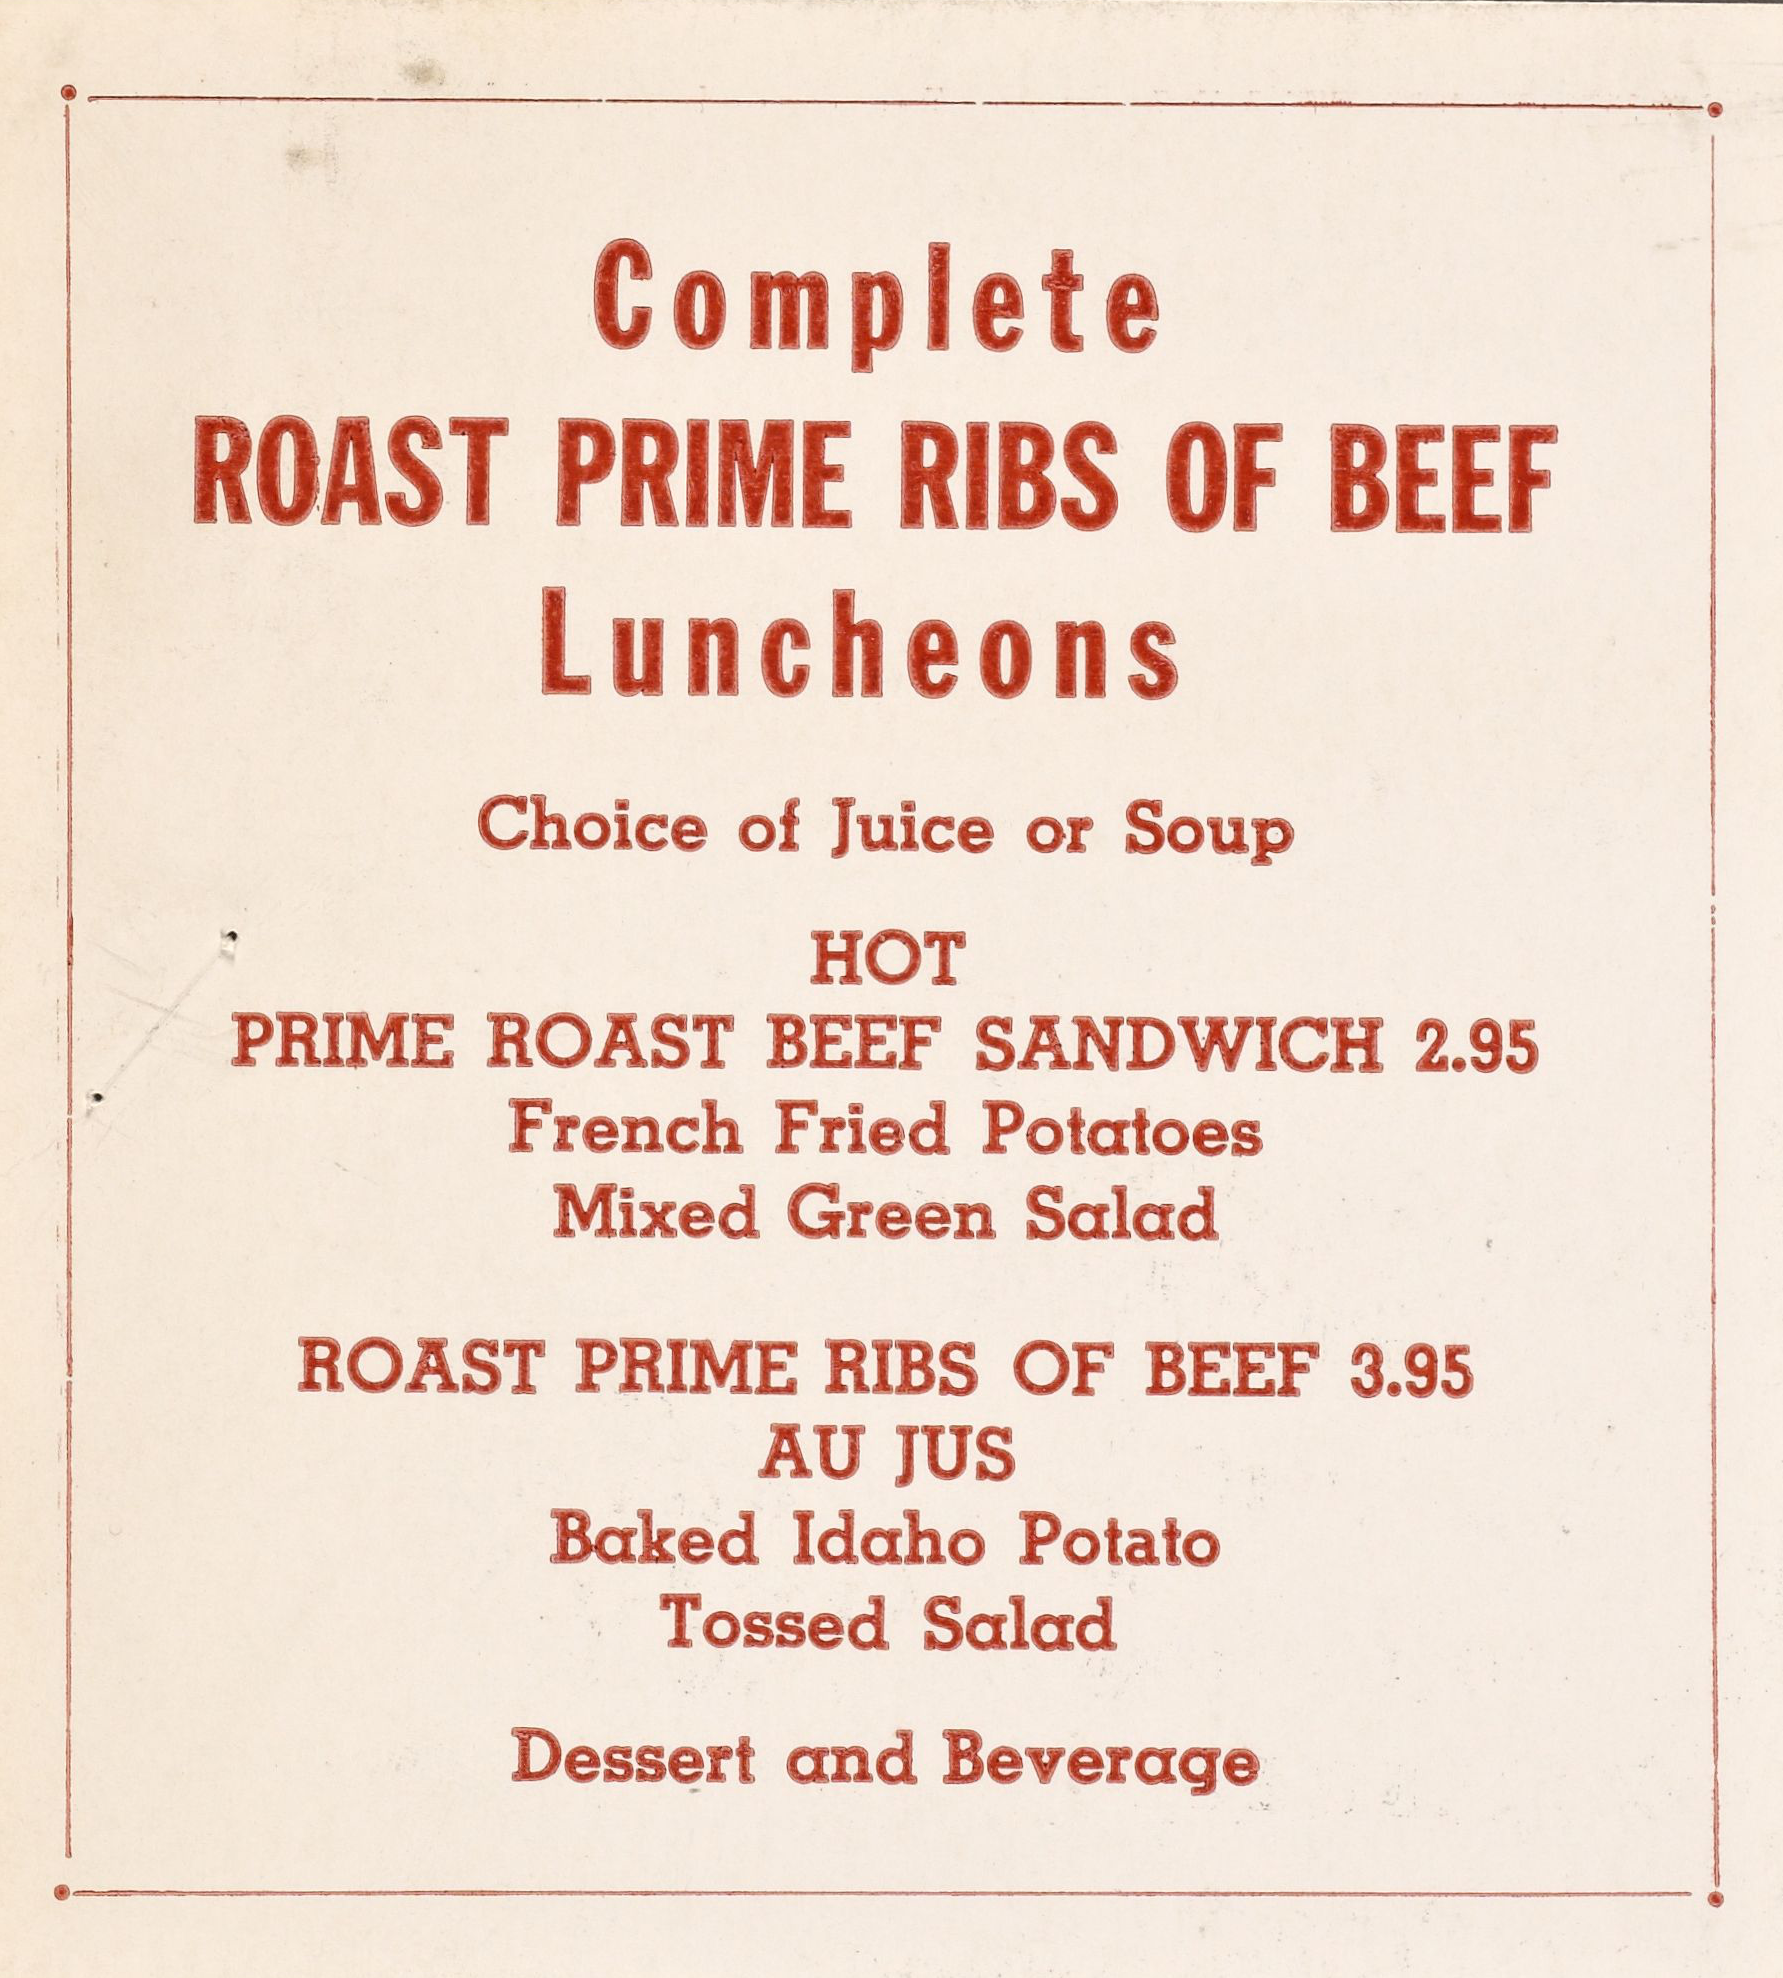 Complete
ROAST PRIME RIBS OF BEEF
Luncheons
Choice of Juice or Soup
HOT
PRIME ROAST BEEF SANDWICH 2.95
French Fried Potatoes
Mixed Green Salad
ROAST PRIME RIBS OF BEEF 3.95
AU JUS
Baked Idaho Potato
Tossed Salad
Dessert and Beverage